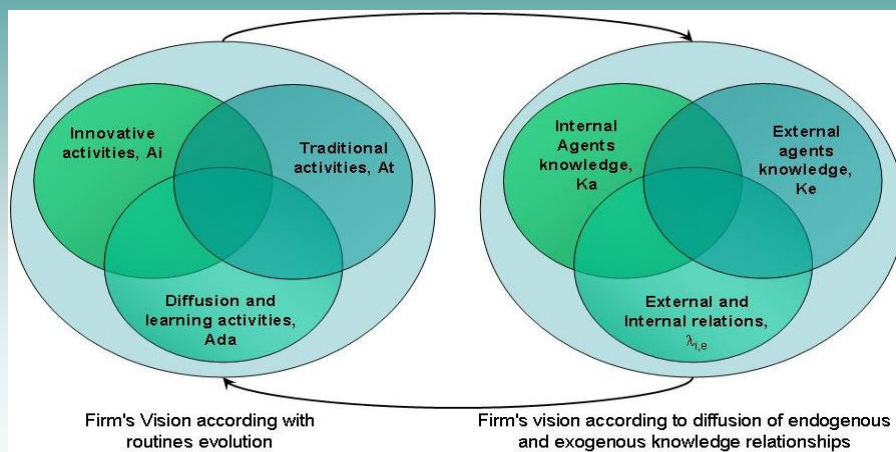 Innovative
activities, Ai
Traditional
activities, At
Diffusion and
learning activities,
Ada
Internal
Agents
knowledge,
Ka
External
agents
knowledge,
Ke
External and
Internal relations,
λi,e
Firm's Vision according with
routines evolution
Firm's vision according to diffusion of endogenous
and exogenous knowledge relationships